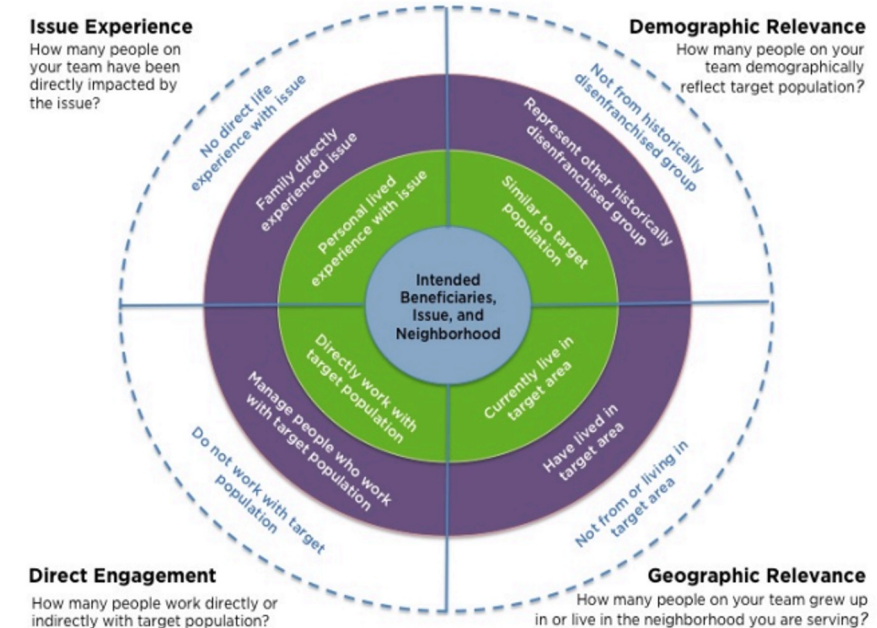 Issue Experience
How many people on
your team have been
directly impacted by
the issue?
Demographic Relevance
How many people on your
team demographically
reflect target population?
No direct life
experience with issue
Family directly
experienced issue
Personal lived
experience with issue
Not from historically
disenfranchised group
Represent other historically
disenfranchised group
Similar to target
population
Intended
Beneficiaries,
Issue, and
Neighborhood
Directly work with
target population
Manage people who work
with target population
Do not work with target
population
Currently live in
target area
Have lived in
target area
Not from or living in
target area
Direct Engagement
How many people work directly or
indirectly with target population?
Geographic Relevance
How many people on your team grew up
in or live in the neighborhood you are serving?